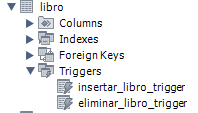 libro
Columns
Indexes
Foreign Keys
Triggers
insertar_libro_trigger
eliminar_libro_trigger